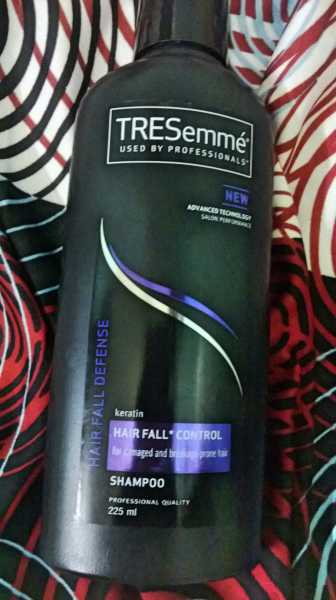 TRESemmé®
USED BY PROFESSIONALS™
NEW
ADVANCED TECHNOLOGY
SALON PERFORMANCE
HAIR FALL DEFENSE
keratin
HAIR FALL* CONTROL
for damaged and breakage-prone hair
SHAMPOO
PROFESSIONAL QUALITY
225 ml